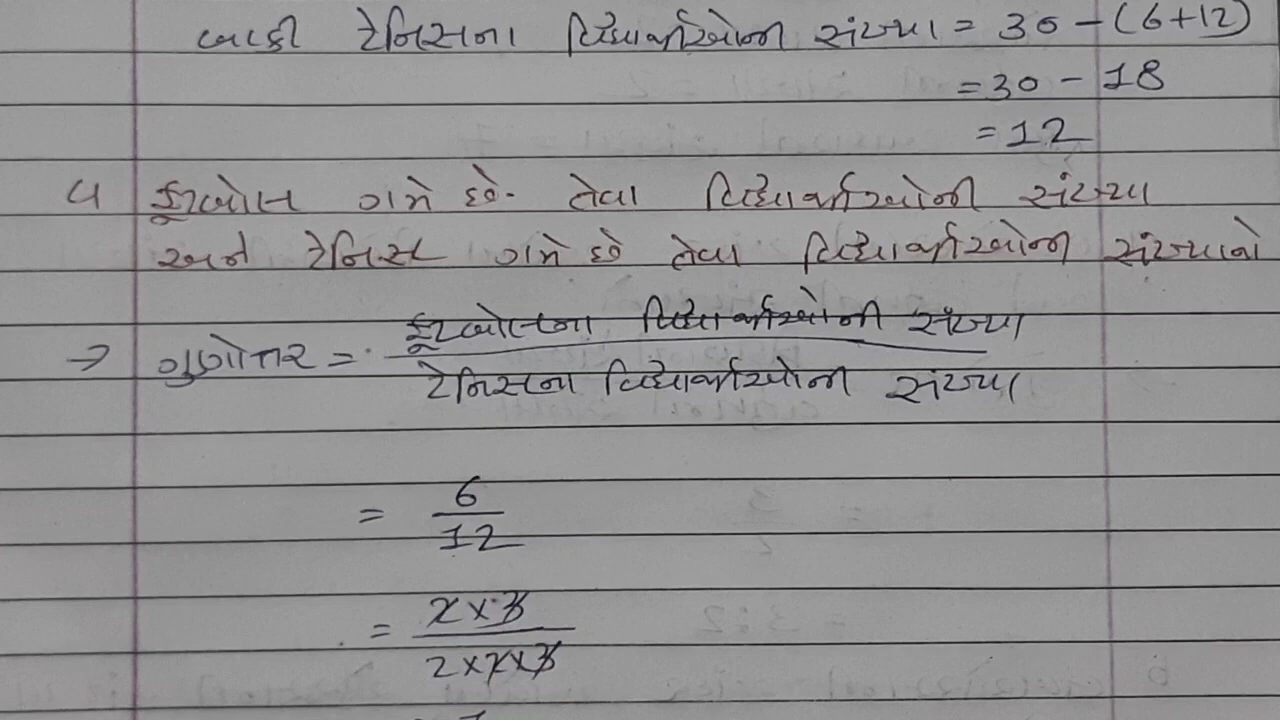 બાકી ટેનિસના વિદ્યાર્થીઓની સંખ્યા = 30 - (6+12)
= 30 - 18
= 12
a ફૂટબોલ ગમે છે. તેવા વિદ્યાર્થીઓની સંખ્યા
અને ટેનિસ ગમે છે તેવા વિદ્યાર્થીઓની સંખ્યાનો
→ ગુણોત્તર = ફૂટબોલના વિદ્યાર્થીઓની સંખ્યા
ટેનિસના વિદ્યાર્થીઓની સંખ્યા
= 6
12
= 2 × 3
2 × 2 × 3